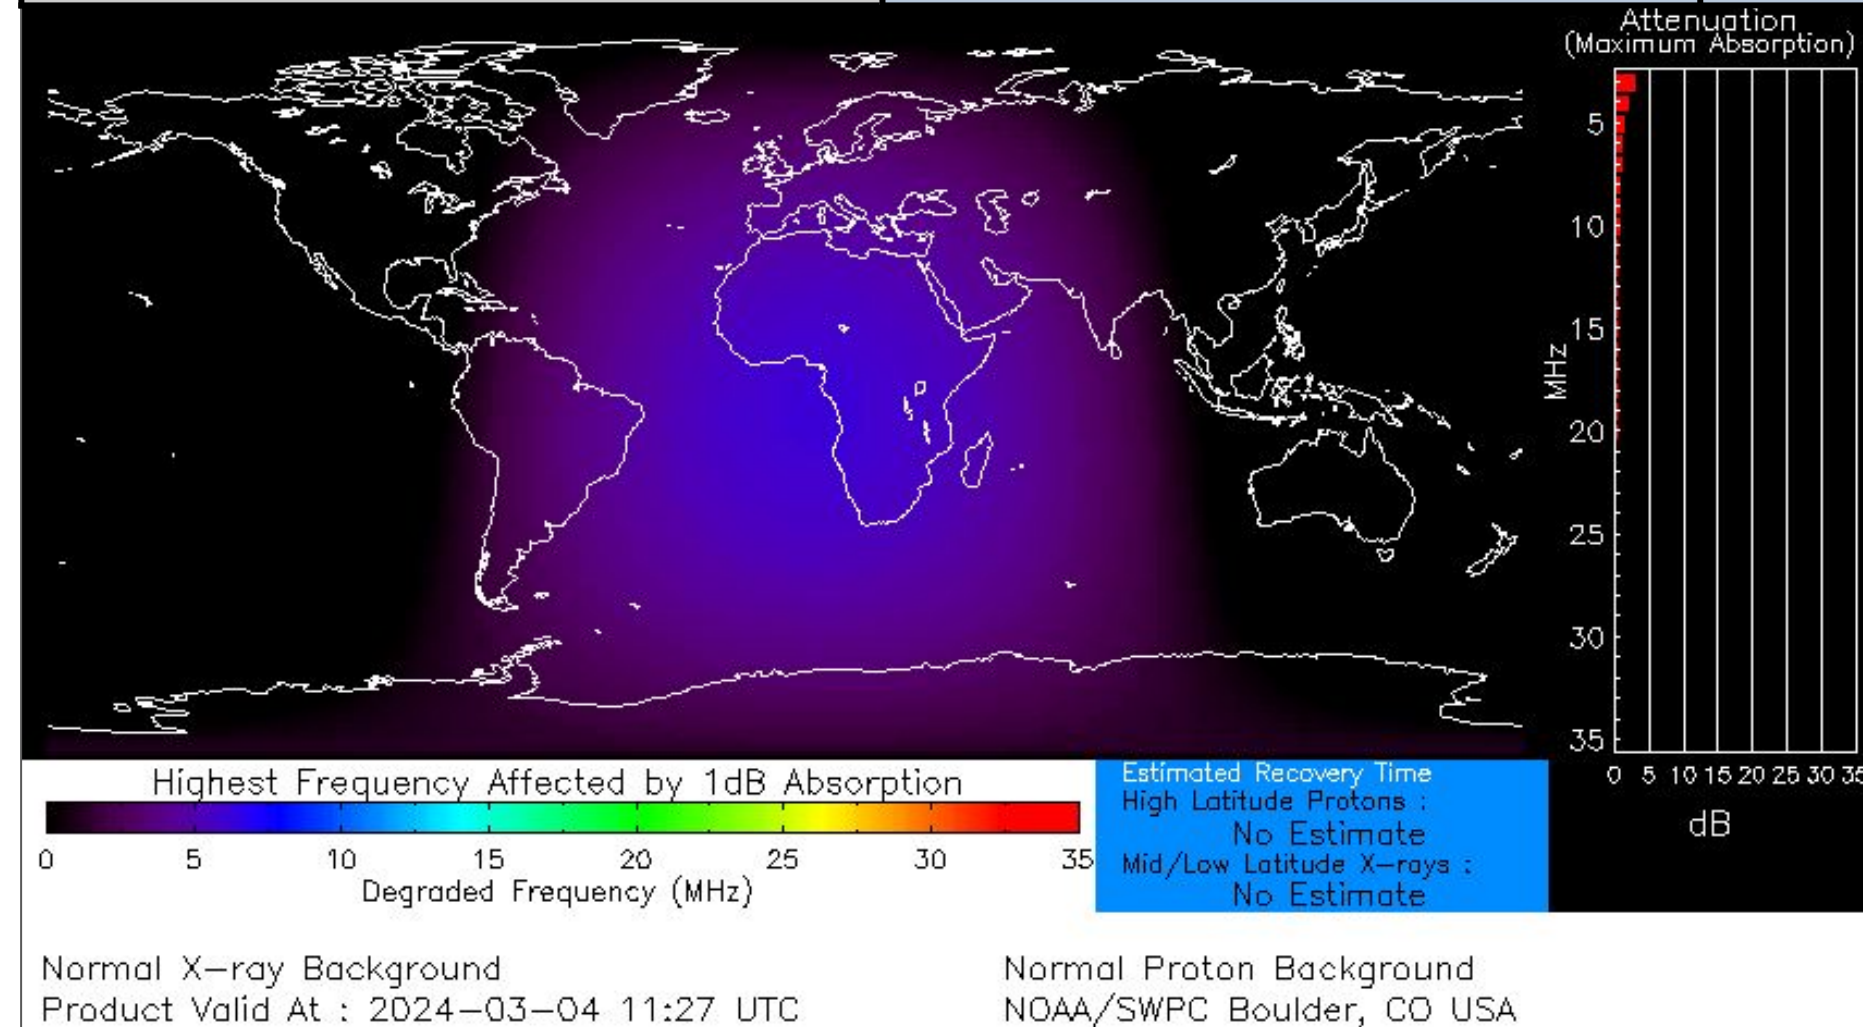 Attenuation
(Maximum Absorption)
5
10
15
20
25
30
35
MHz
0 5 10 15 20 25 30 35
dB
Highest Frequency Affected by 1dB Absorption
0 5 10 15 20 25 30 35
Degraded Frequency (MHz)
Estimated Recovery Time
High Latitude Protons :
No Estimate
Mid/Low Latitude X-rays :
No Estimate
Normal X-ray Background
Normal Proton Background
Product Valid At : 2024-03-04 11:27 UTC
NOAA/SWPC Boulder, CO USA